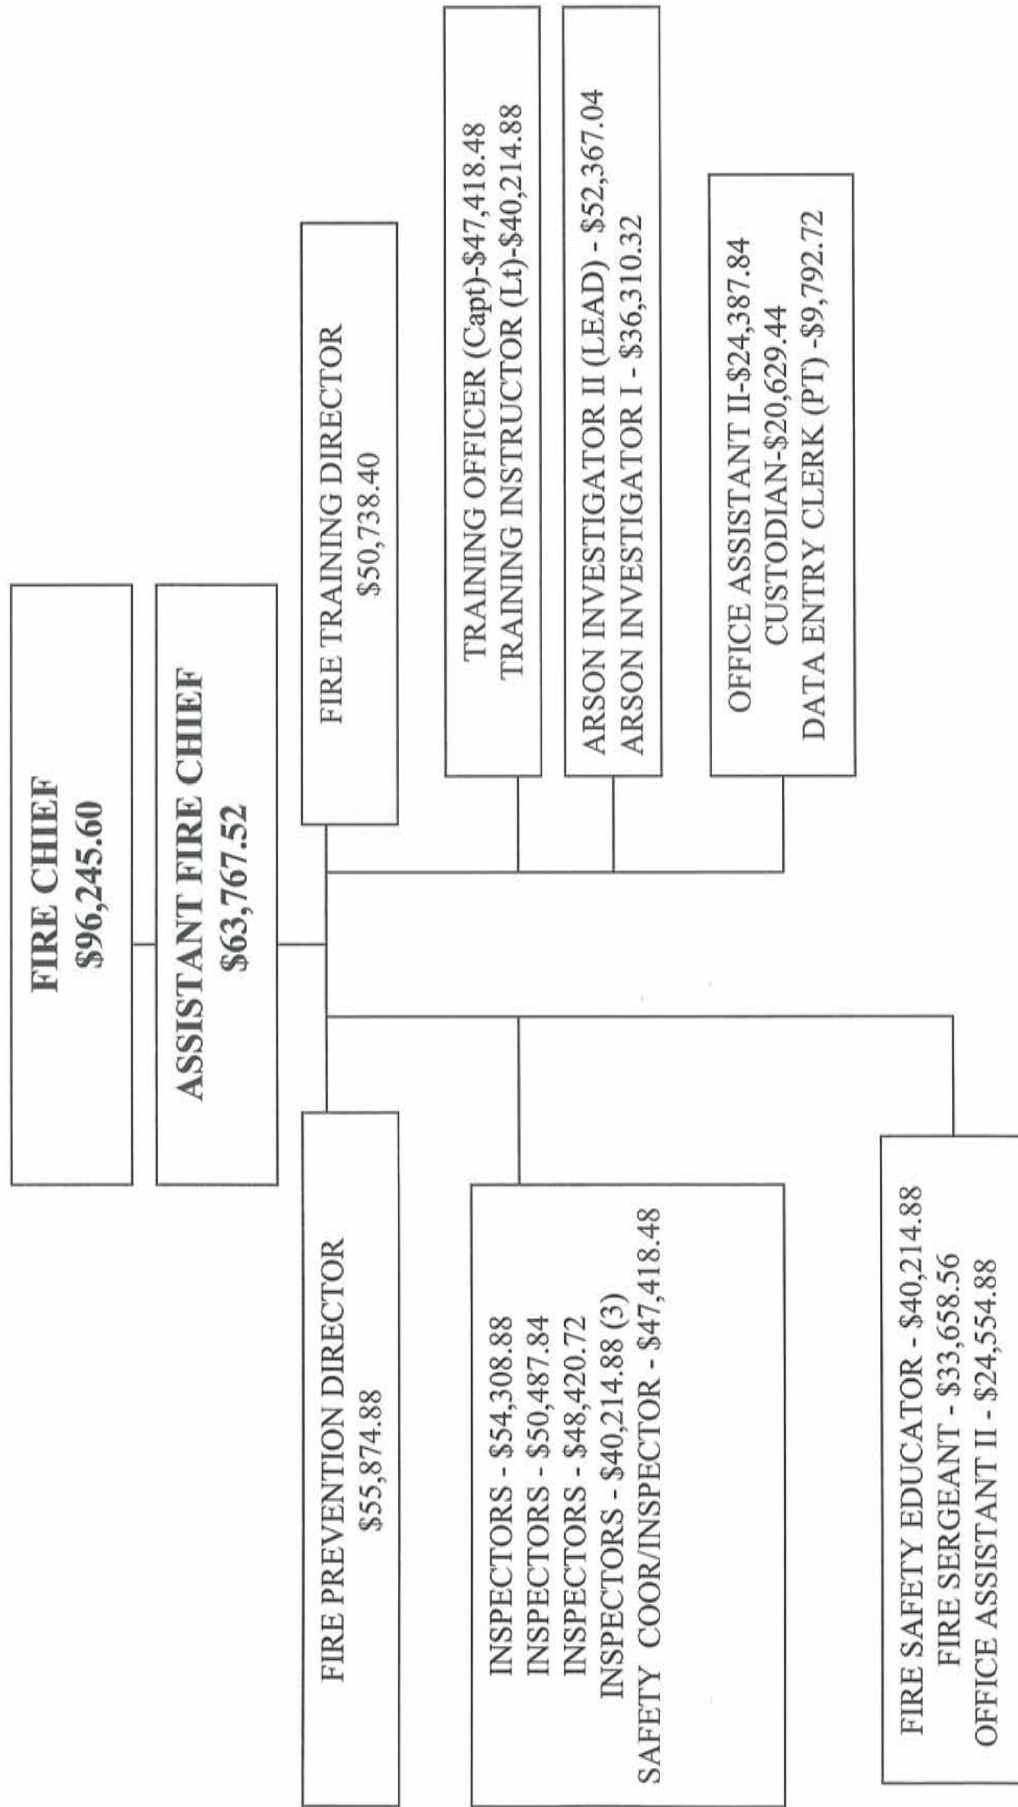 FIRE CHIEF
$96,245.60
ASSISTANT FIRE CHIEF
$63,767.52
FIRE PREVENTION DIRECTOR
$55,874.88
FIRE TRAINING DIRECTOR
$50,738.40
INSPECTORS - $54,308.88
INSPECTORS - $50,487.84
INSPECTORS - $48,420.72
INSPECTORS - $40,214.88 (3)
SAFETY COOR/INSPECTOR - $47,418.48
TRAINING OFFICER (Capt)-$47,418.48
TRAINING INSTRUCTOR (Lt)-$40,214.88
ARSON INVESTIGATOR II (LEAD) - $52,367.04
ARSON INVESTIGATOR I - $36,310.32
OFFICE ASSISTANT II-$24,387.84
CUSTODIAN-$20,629.44
DATA ENTRY CLERK (PT) -$9,792.72
FIRE SAFETY EDUCATOR - $40,214.88
FIRE SERGEANT - $33,658.56
OFFICE ASSISTANT II - $24,554.88